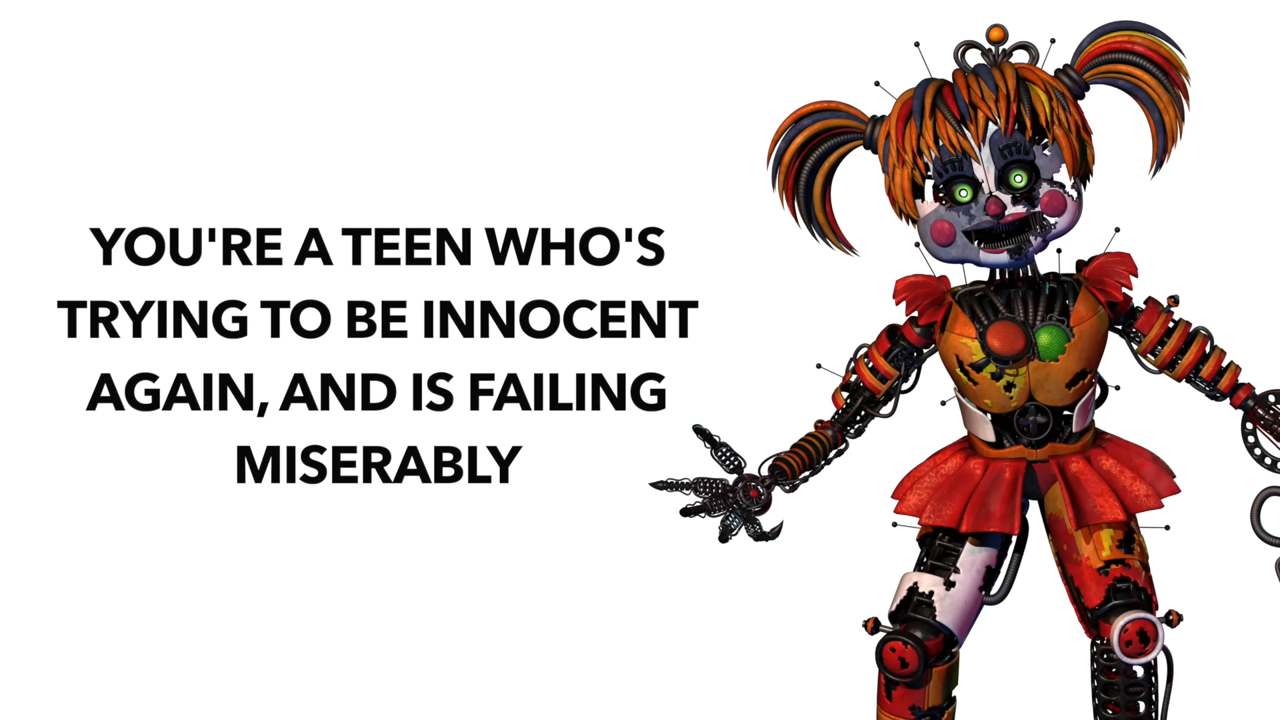 YOU'RE A TEEN WHO'S
TRYING TO BE INNOCENT
AGAIN, AND IS FAILING
MISERABLY